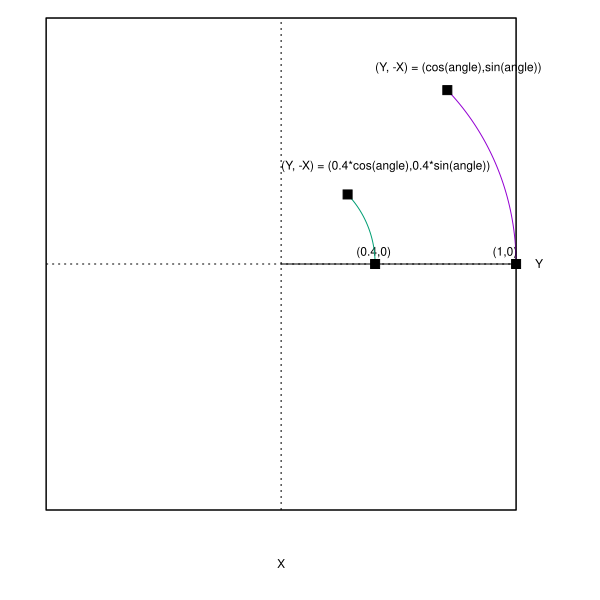 (Y, -X) = (cos(angle),sin(angle))
(Y, -X) = (0.4*cos(angle),0.4*sin(angle))
(0.4,0)
(1,0)
Y
X